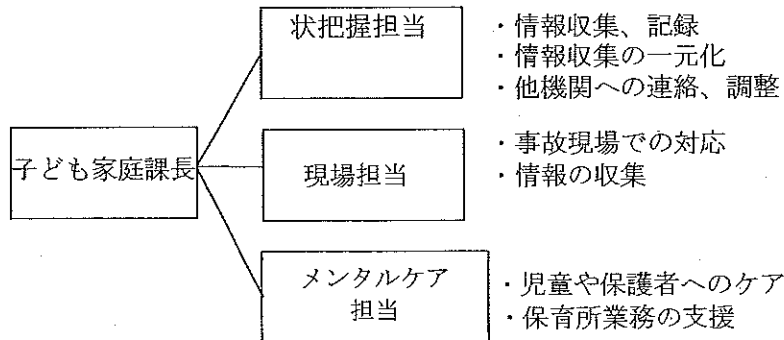 状把握担当
・情報収集、記録
・情報収集の一元化
・他機関への連絡、調整
子ども家庭課長
現場担当
・事故現場での対応
・情報の収集
メンタルケア
担当
・児童や保護者へのケア
・保育所業務の支援